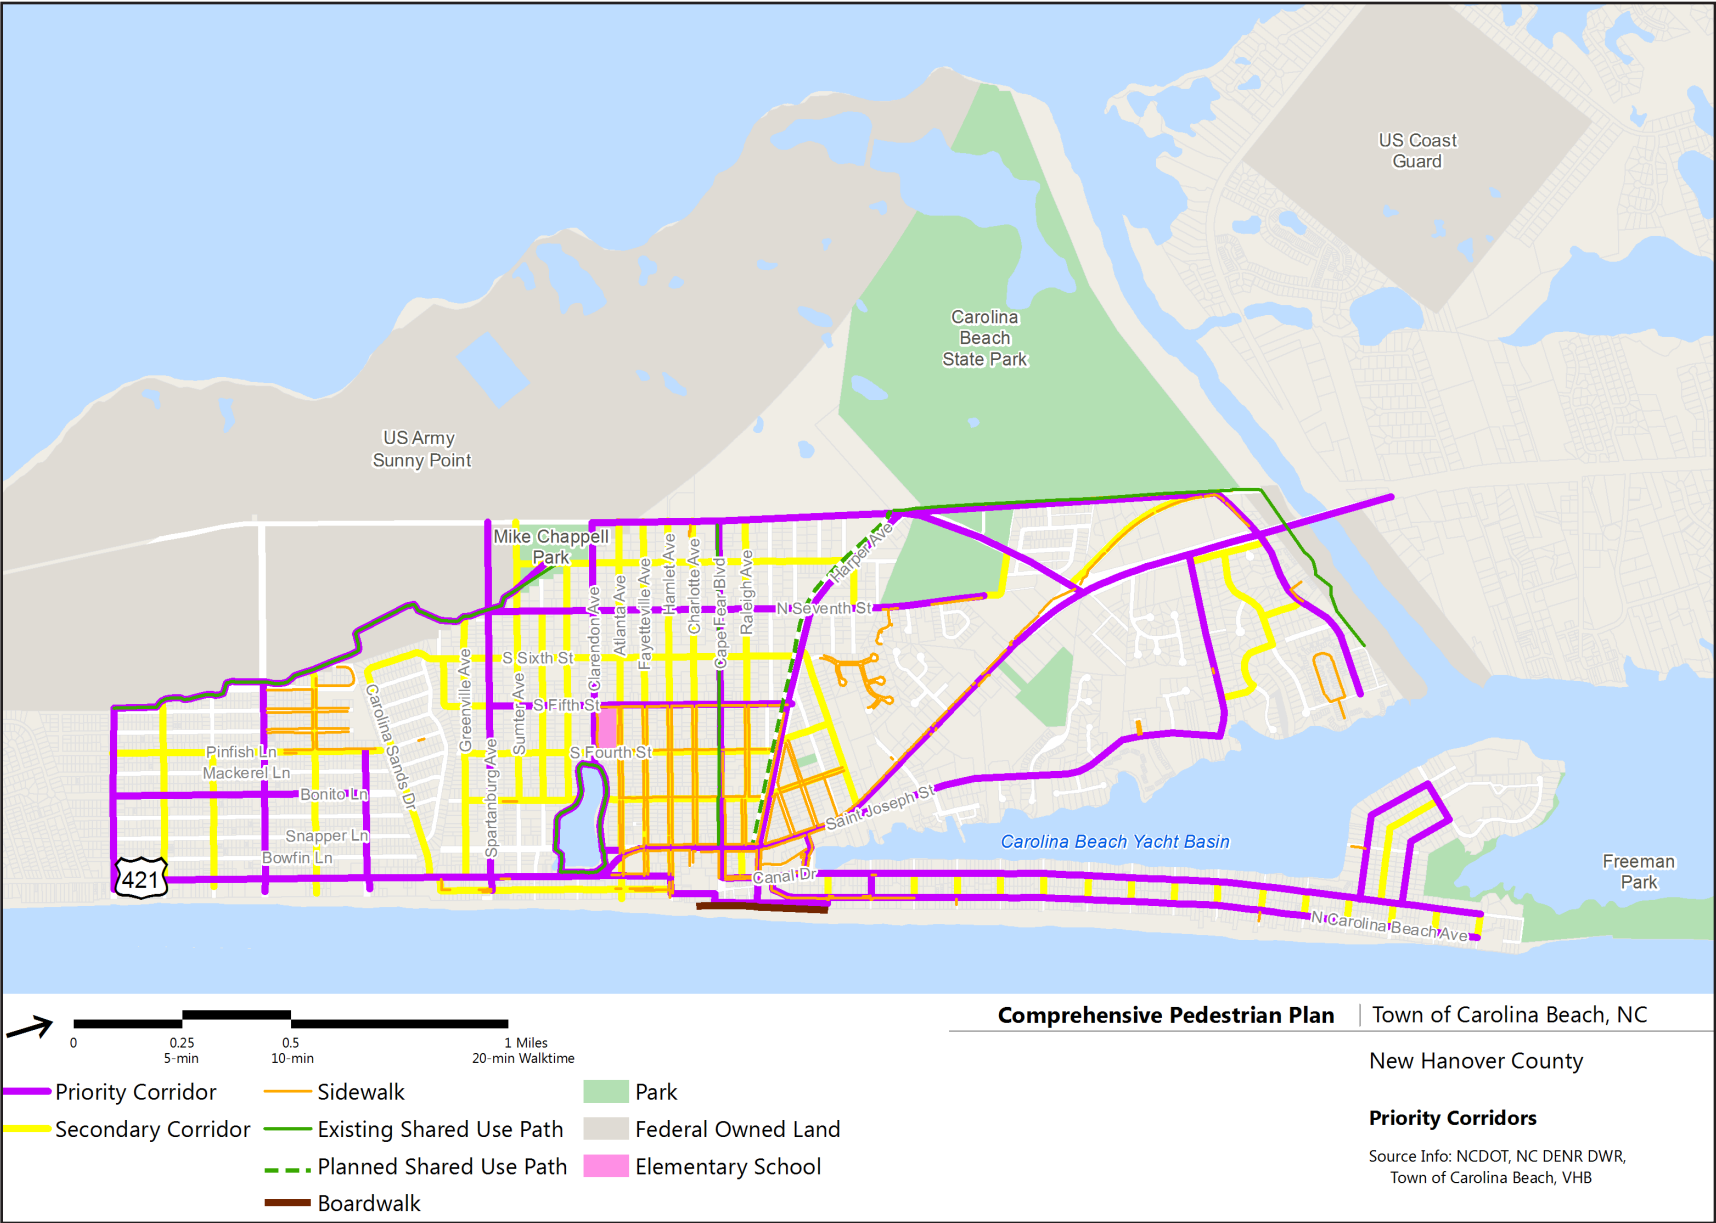 US Coast
Guard
Carolina
Beach
State Park
US Army
Sunny Point
Mike Chappell
Park
Harper Ave
Clarendon Ave
Atlanta Ave
Fayetteville Ave
Hamlet Ave
Charlotte Ave
Cape Fear Blvd
Raleigh Ave
N Seventh St
S Sixth St
Greenville Ave
Sumter Ave
S Fifth St
Carolina Sands Dr
Spartanburg Ave
S Fourth St
Pinfish Ln
Mackerel Ln
Bonito Ln
Snapper Ln
Bowfin Ln
Saint Joseph St
Carolina Beach Yacht Basin
Freeman
Park
421
Canal Dr
N Carolina Beach Ave
Comprehensive Pedestrian Plan
Town of Carolina Beach, NC
0
0.25
0.5
1 Miles
5-min
10-min
20-min Walktime
New Hanover County
Priority Corridors
Source Info: NCDOT, NC DENR DWR,
Town of Carolina Beach, VHB
Priority Corridor
Secondary Corridor
Sidewalk
Existing Shared Use Path
Planned Shared Use Path
Boardwalk
Park
Federal Owned Land
Elementary School